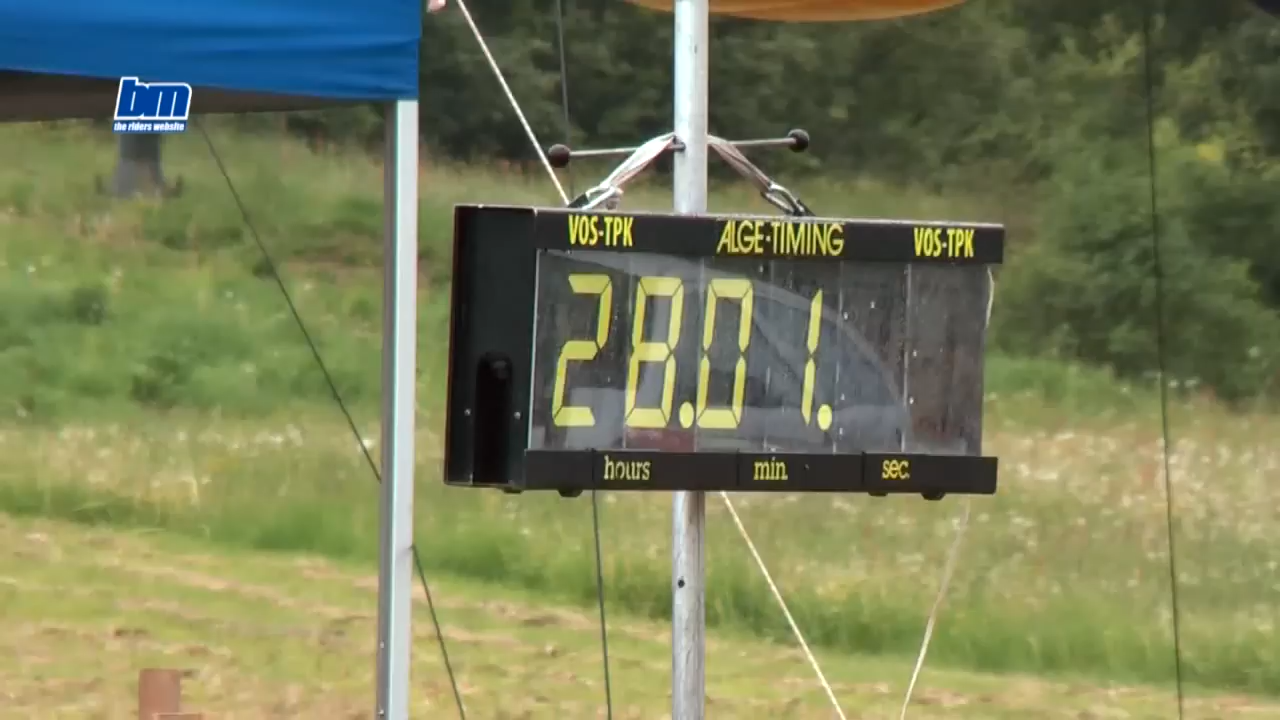 bm
the riders website
VOS-TPK ALGE-TIMING VOS-TPK
28.01.
hours min. sec.